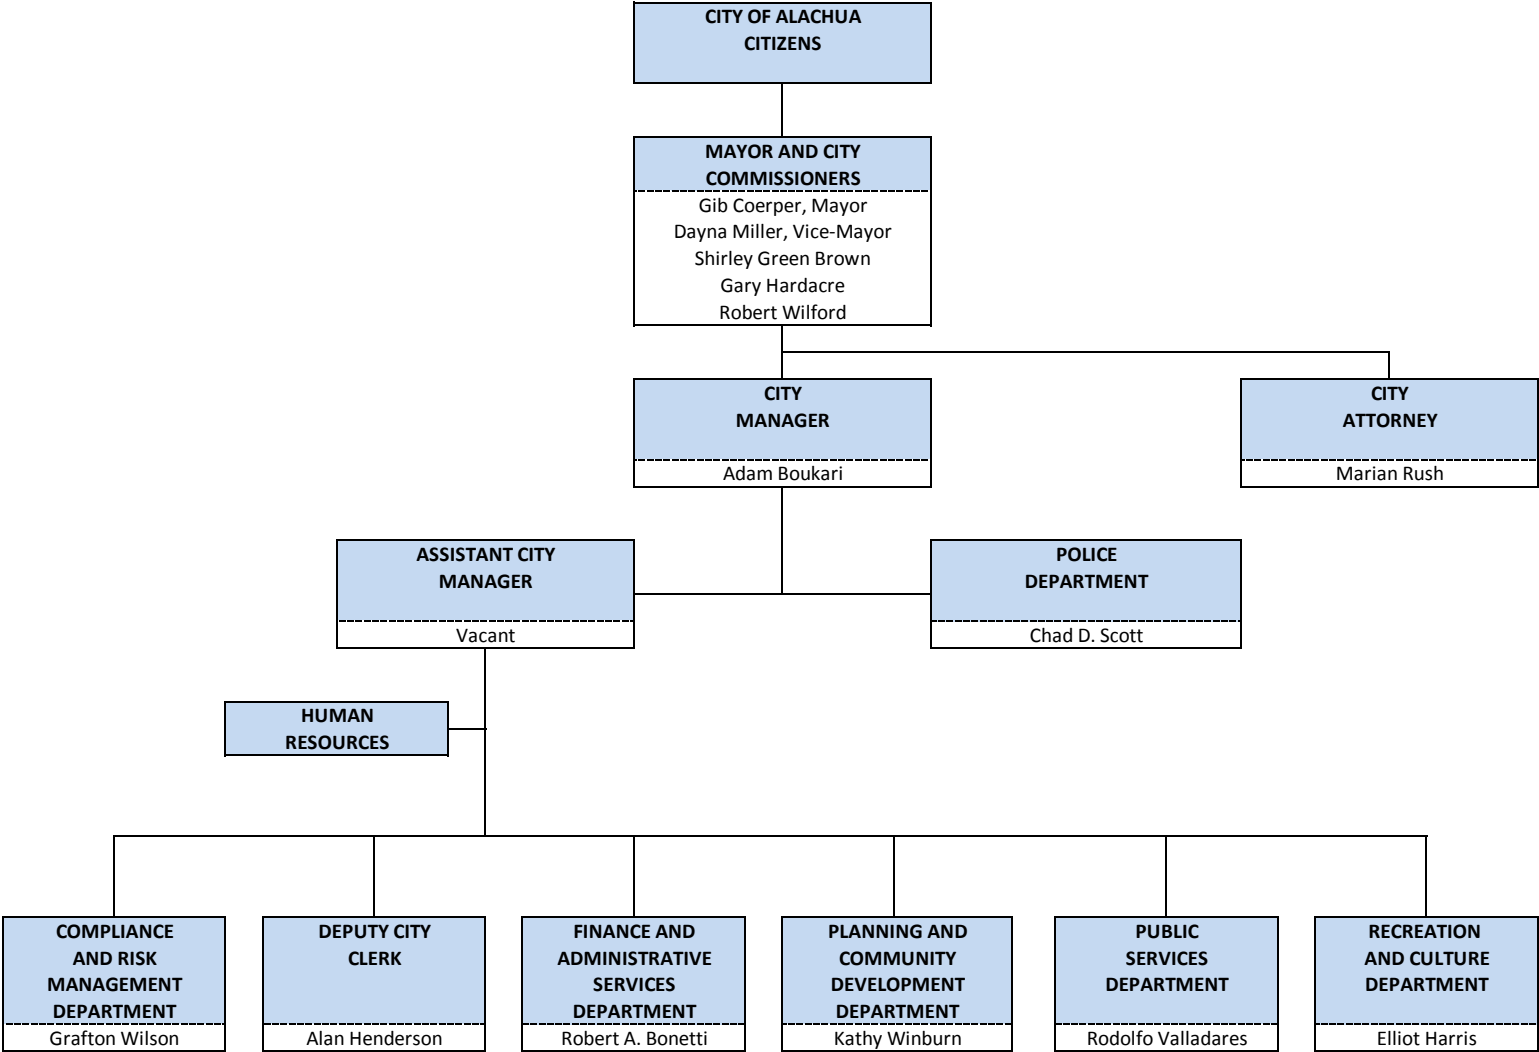 CITY OF ALACHUA
CITIZENS
MAYOR AND CITY
COMMISSIONERS
Gib Coerper, Mayor
Dayna Miller, Vice-Mayor
Shirley Green Brown
Gary Hardacre
Robert Wilford
CITY
MANAGER
Adam Boukari
CITY
ATTORNEY
Marian Rush
ASSISTANT CITY
MANAGER
Vacant
POLICE
DEPARTMENT
Chad D. Scott
HUMAN
RESOURCES
COMPLIANCE
AND RISK
MANAGEMENT
DEPARTMENT
Grafton Wilson
DEPUTY CITY
CLERK
Alan Henderson
FINANCE AND
ADMINISTRATIVE
SERVICES
DEPARTMENT
Robert A. Bonetti
PLANNING AND
COMMUNITY
DEVELOPMENT
DEPARTMENT
Kathy Winburn
PUBLIC
SERVICES
DEPARTMENT
Rodolfo Valladares
RECREATION
AND CULTURE
DEPARTMENT
Elliot Harris